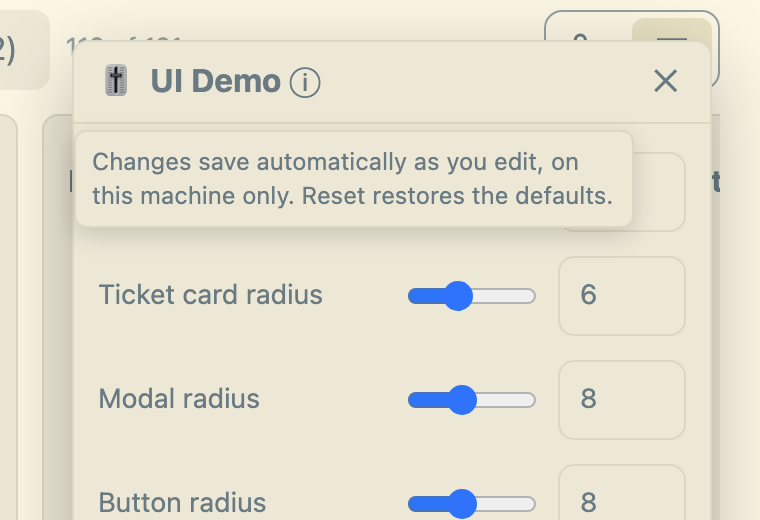 2)
UI Demo
Changes save automatically as you edit, on
this machine only. Reset restores the defaults.
Ticket card radius
6
Modal radius
8
Button radius
8